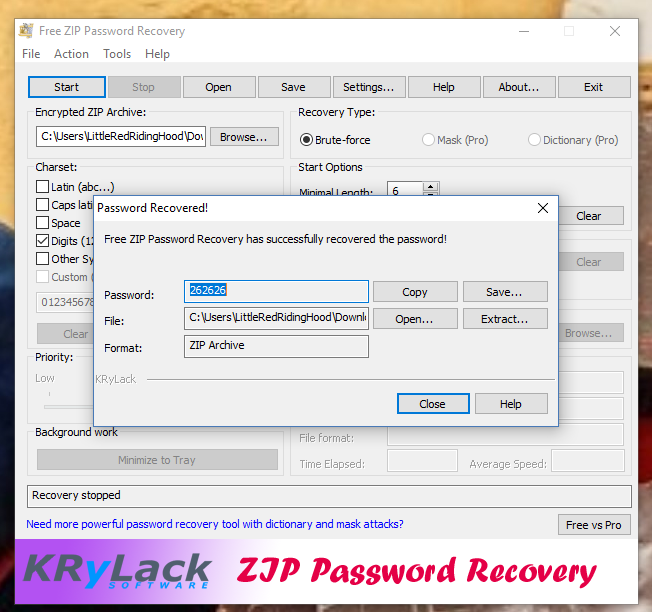 Free ZIP Password Recovery
File Action Tools Help
Start Stop Open Save Settings... Help About... Exit
Encrypted ZIP Archive: Recovery Type:
C:\Users\LittleRedRidingHood\Dov Browse... Brute-force Mask (Pro) Dictionary (Pro)
Charset: Start Options
Latin (abc...) Minimal Length: 6
Caps lati
Space Clear
Digits (12
Other Sy Clear
Custom (
012345678
Clear Browse...
Password Recovered!
Free ZIP Password Recovery has successfully recovered the password!
Password: 262626 Copy Save...
File: C:\Users\LittleRedRidingHood\Downl Open... Extract...
Format: ZIP Archive
KRyLack
Close Help
Priority:
Low
Background work
Minimize to Tray
File format:
Time Elapsed: Average Speed:
Recovery stopped
Need more powerful password recovery tool with dictionary and mask attacks? Free vs Pro
KRyLack ZIP Password Recovery
SOFTWARE